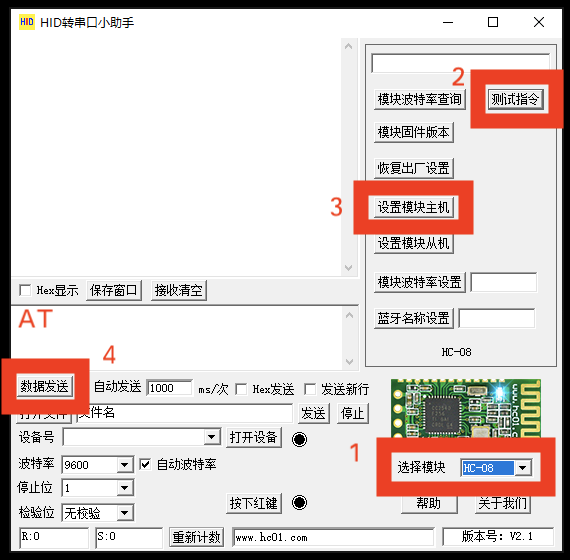 HID HID转串口小助手
2
模块波特率查询 测试指令
模块固件版本
恢复出厂设置
3 设置模块主机
设置模块从机
Hex显示 保存窗口 接收清空
模块波特率设置
AT
蓝牙名称设置
HC-08
4
数据发送 自动发送 1000 ms/次 Hex发送 发送新行
打开文件 文件名 发送 停止
设备号 打开设备
1
波特率 9600 自动波特率
选择模块 HC-08
停止位 1
检验位 无校验 按下红键
帮助 关于我们
R:0 S:0 重新计数 www.hc01.com 版本号: V2.1